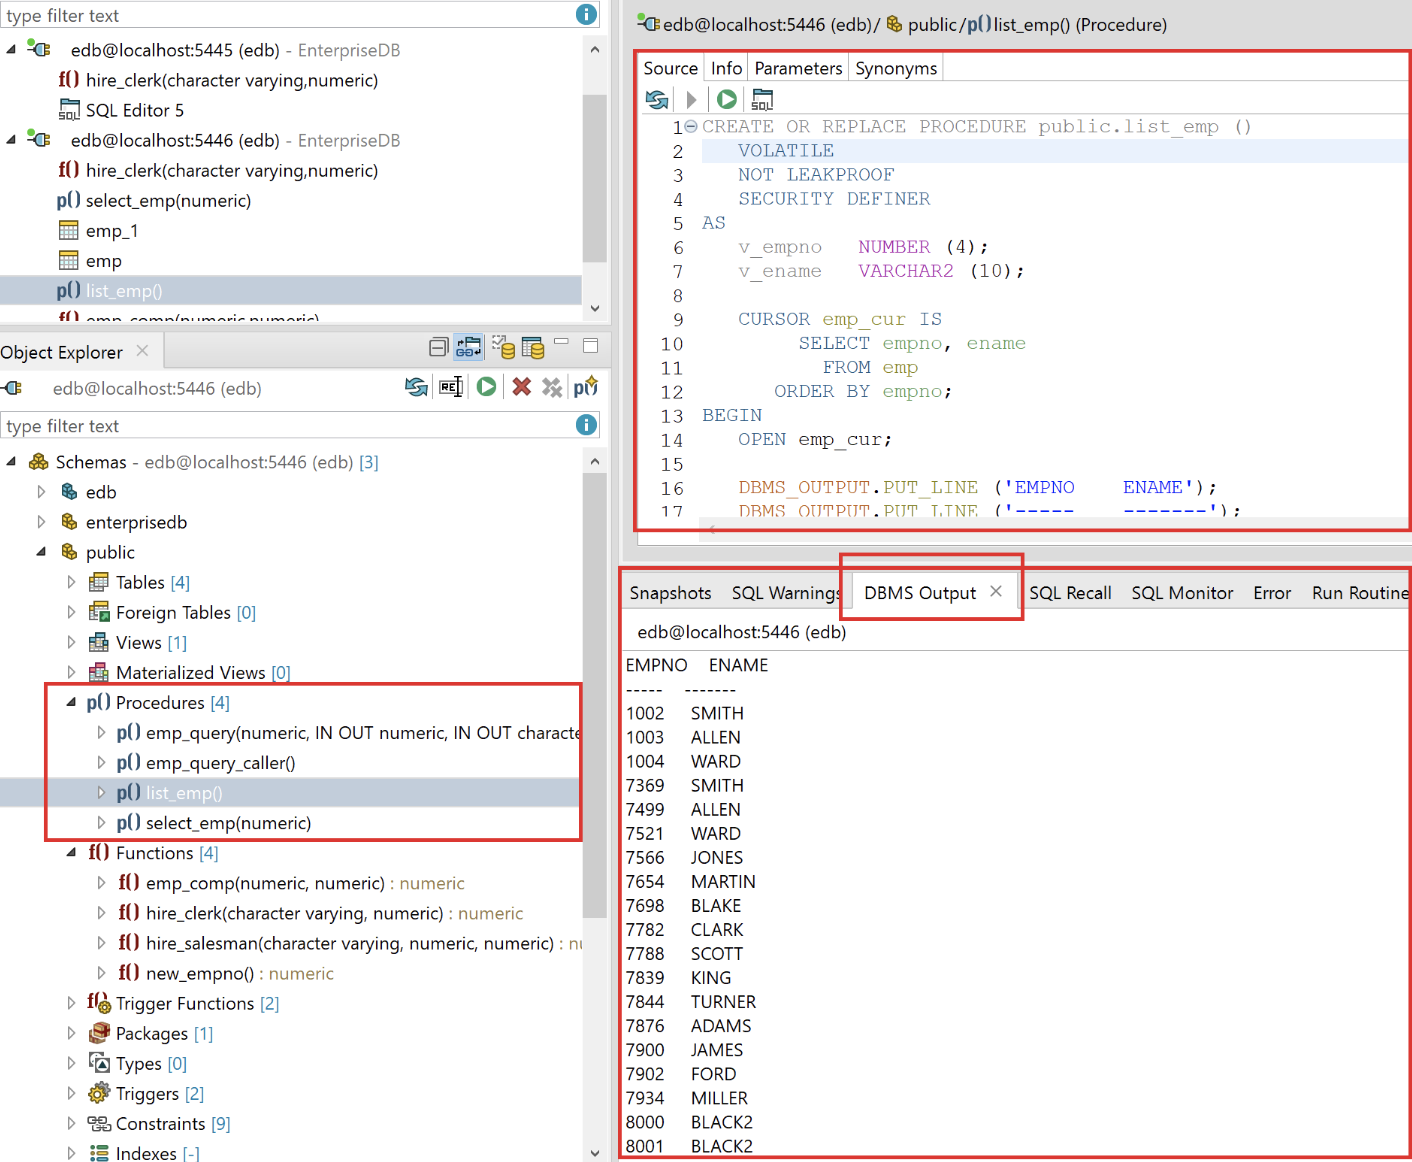 type filter text
edb@localhost:5445 (edb) - EnterpriseDB
f() hire_clerk(character varying,numeric)
SQL SQL Editor 5
edb@localhost:5446 (edb) - EnterpriseDB
f() hire_clerk(character varying,numeric)
p() select_emp(numeric)
emp_1
emp
p() list_emp()
f() emp_comp(numeric,numeric)
Object Explorer
edb@localhost:5446 (edb)
type filter text
Schemas - edb@localhost:5446 (edb) [3]
edb
enterprisedb
public
Tables [4]
Foreign Tables [0]
Views [1]
Materialized Views [0]
p() Procedures [4]
p() emp_query(numeric, IN OUT numeric, IN OUT characte
p() emp_query_caller()
p() list_emp()
p() select_emp(numeric)
f() Functions [4]
f() emp_comp(numeric, numeric) : numeric
f() hire_clerk(character varying, numeric) : numeric
f() hire_salesman(character varying, numeric, numeric) : nu
f() new_empno() : numeric
f() Trigger Functions [2]
Packages [1]
Types [0]
Triggers [2]
Constraints [9]
Indexes [-]
edb@localhost:5446 (edb)/ public/p()list_emp() (Procedure)
Source Info Parameters Synonyms
SQL
1 CREATE OR REPLACE PROCEDURE public.list_emp ()
2 VOLATILE
3 NOT LEAKPROOF
4 SECURITY DEFINER
5 AS
6 v_empno NUMBER (4);
7 v_ename VARCHAR2 (10);
8
9 CURSOR emp_cur IS
10 SELECT empno, ename
11 FROM emp
12 ORDER BY empno;
13 BEGIN
14 OPEN emp_cur;
15
16 DBMS_OUTPUT.PUT_LINE ('EMPNO    ENAME');
17 DBMS_OUTPUT.PUT_LINE ('-----    -------');
Snapshots SQL Warnings DBMS Output SQL Recall SQL Monitor Error Run Routine
edb@localhost:5446 (edb)
EMPNO ENAME
----- -------
1002 SMITH
1003 ALLEN
1004 WARD
7369 SMITH
7499 ALLEN
7521 WARD
7566 JONES
7654 MARTIN
7698 BLAKE
7782 CLARK
7788 SCOTT
7839 KING
7844 TURNER
7876 ADAMS
7900 JAMES
7902 FORD
7934 MILLER
8000 BLACK2
8001 BLACK2